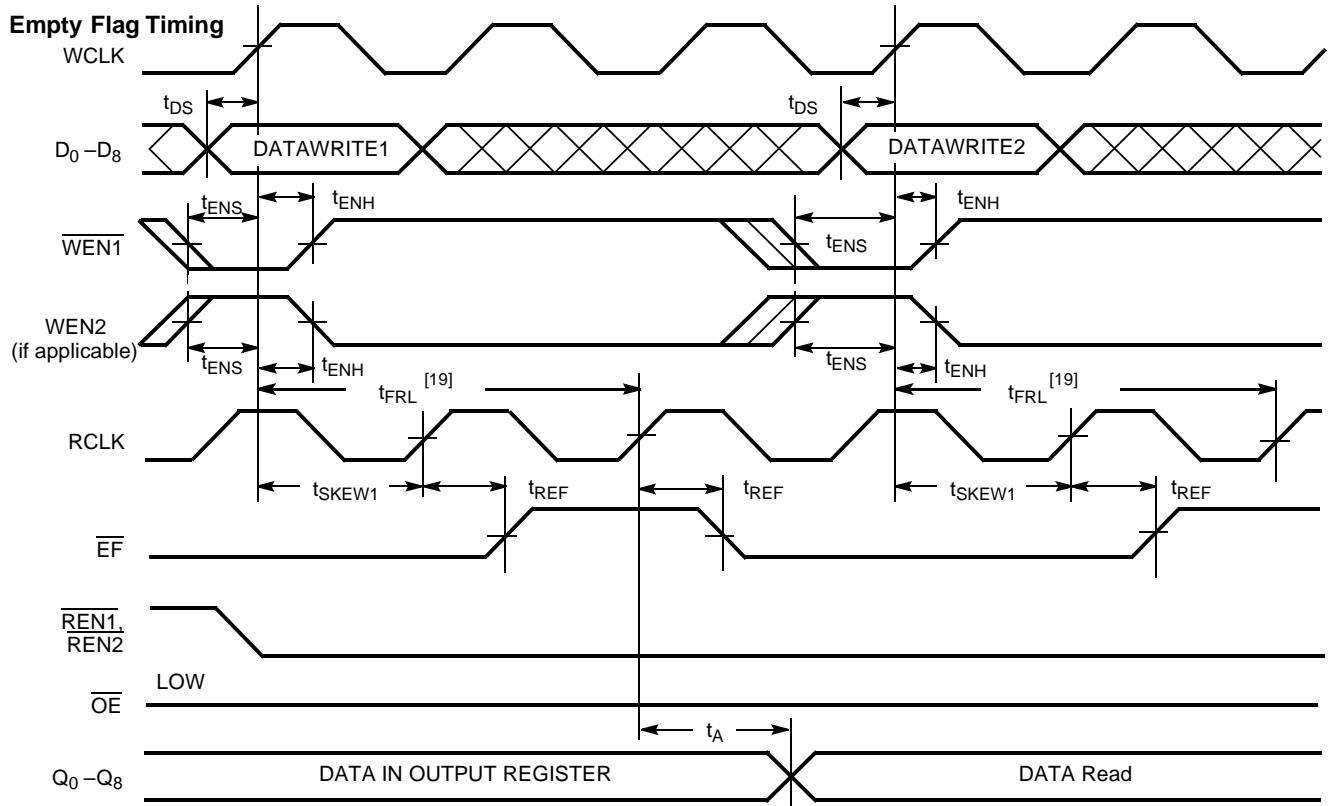 Empty Flag Timing
WCLK
tDS
tDS
D0 –D8
DATAWRITE1
DATAWRITE2
tENS
tENH
tENH
WEN1
tENS
WEN2
(if applicable)
tENS
tENH
tENS
tENH
tFRL [19]
tFRL [19]
RCLK
tSKEW1
tREF
tREF
tSKEW1
tREF
EF
REN1,
REN2
LOW
OE
tA
Q0 –Q8
DATA IN OUTPUT REGISTER
DATA Read